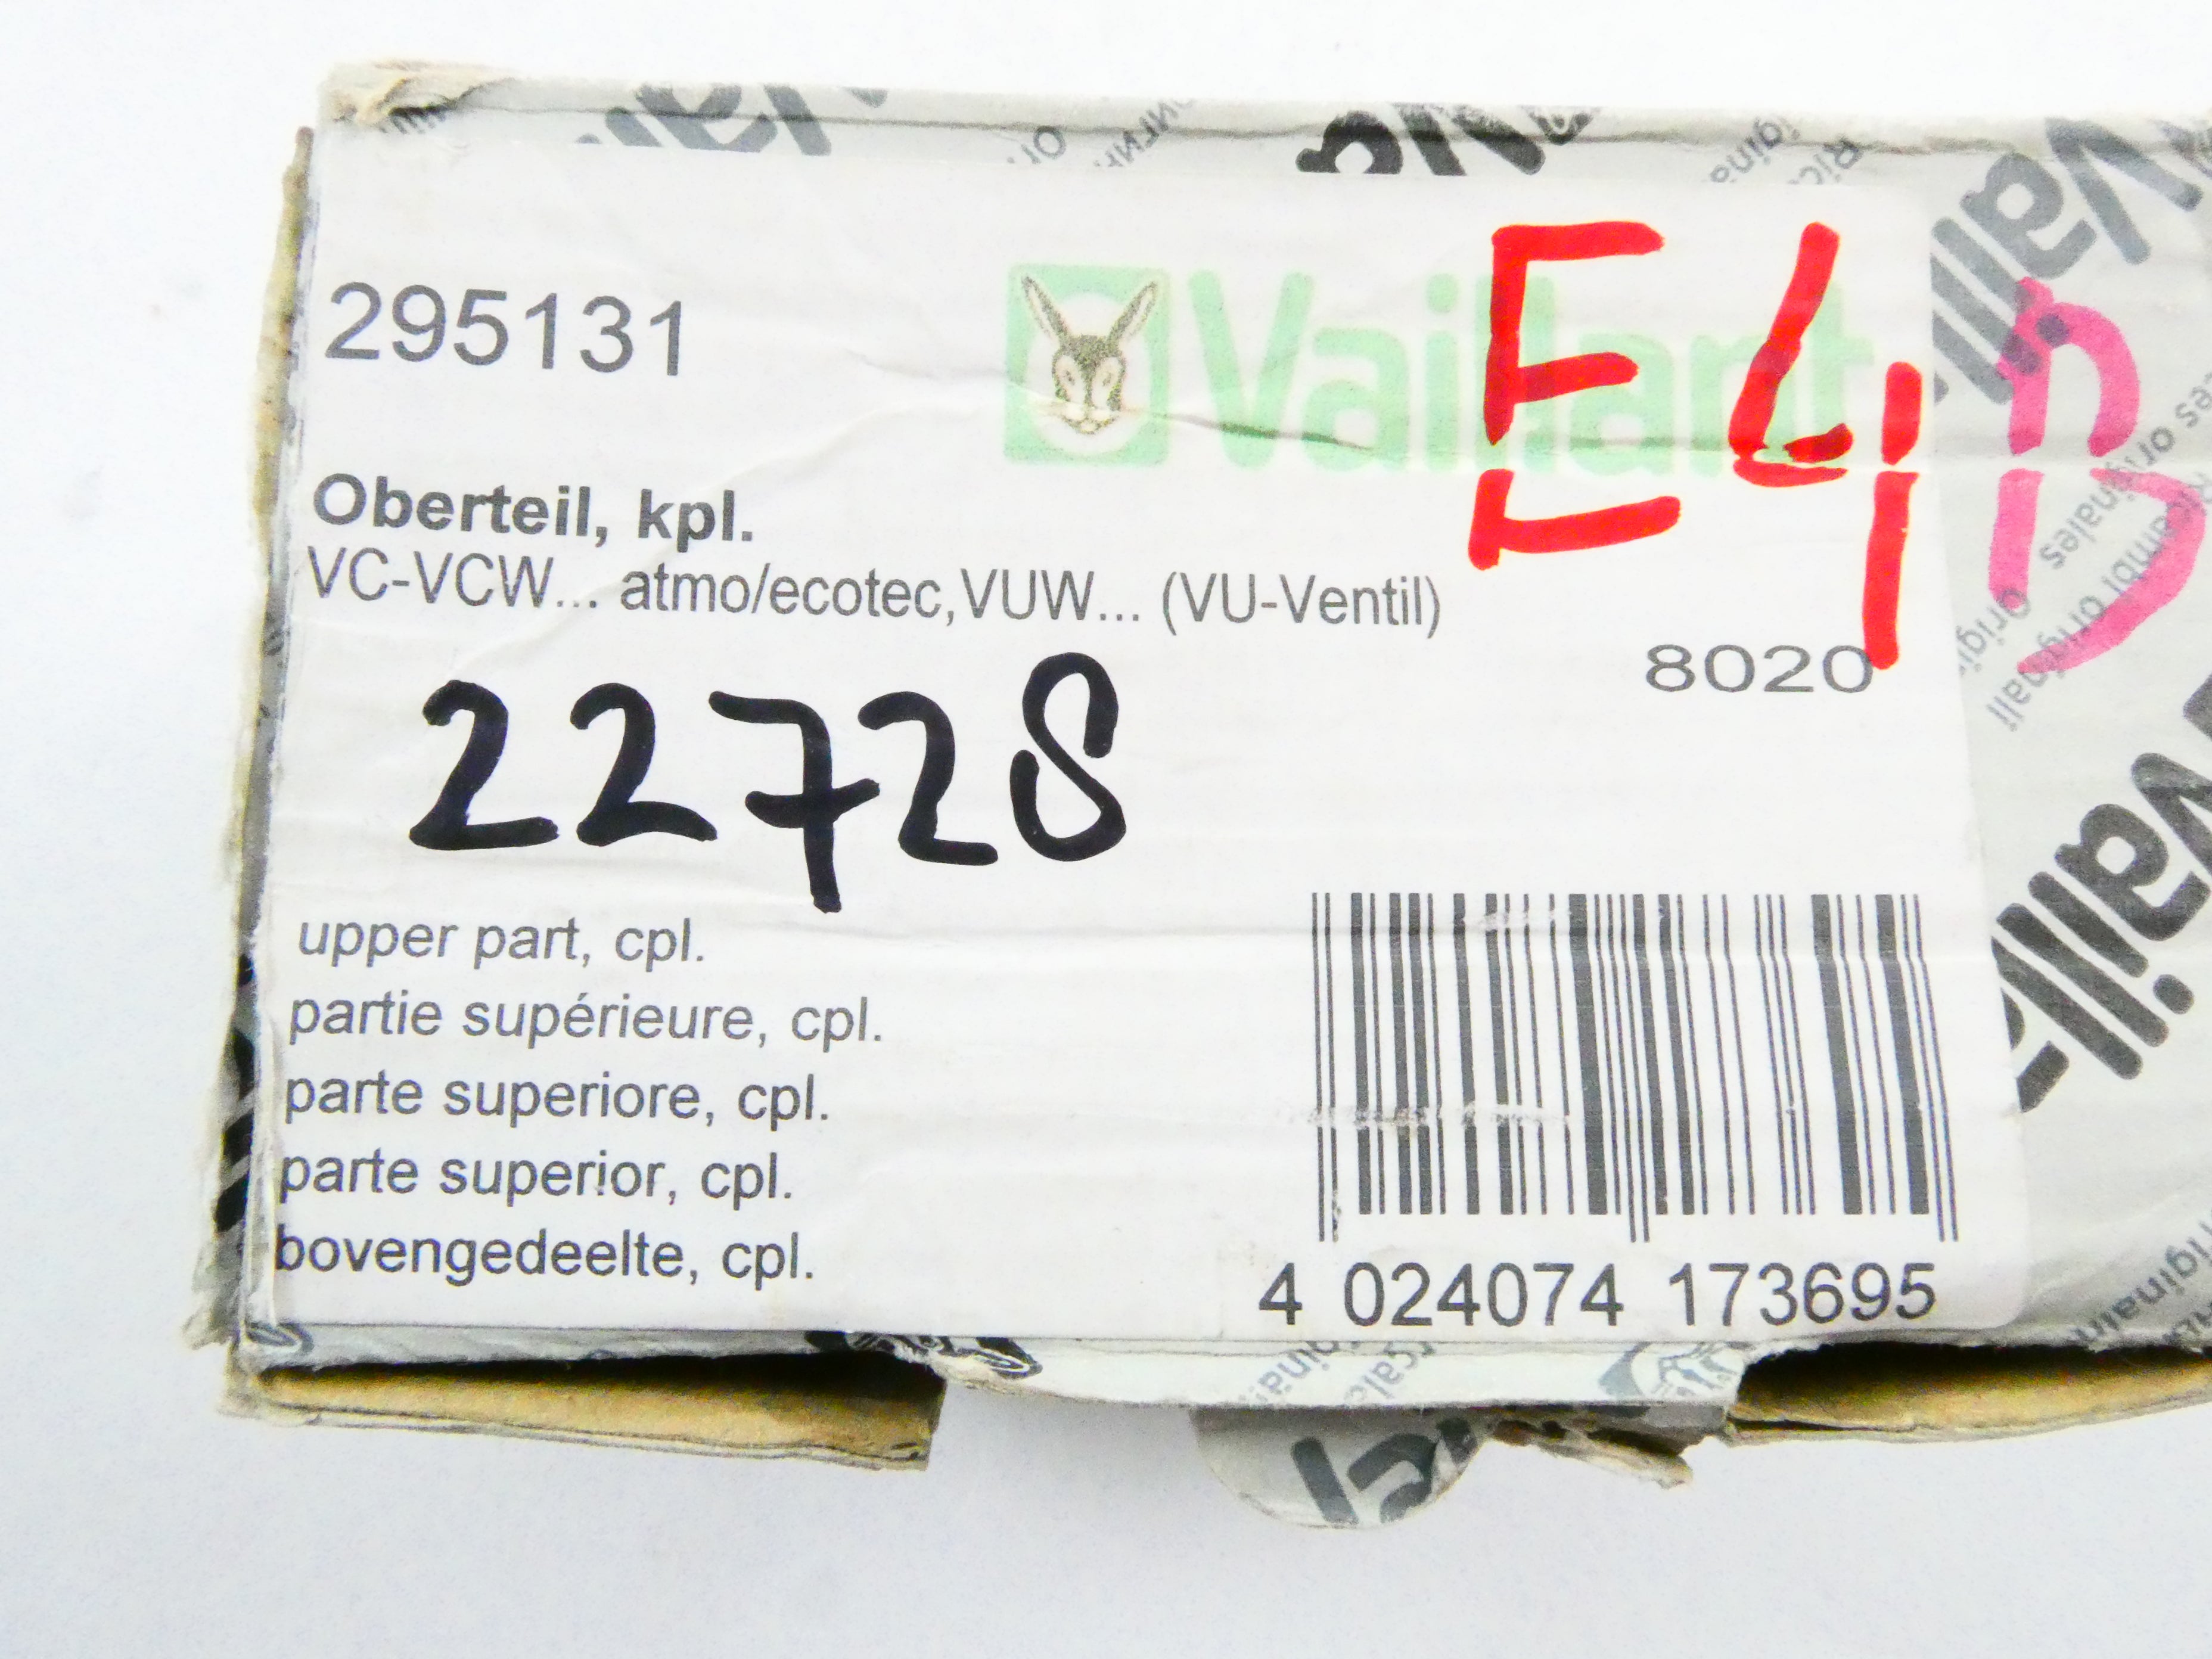 295131
Vaillant
E4
B
Oberteil, kpl.
VC-VCW... atmo/ecotec,VUW... (VU-Ventil)
8020
22728
upper part, cpl.
partie supérieure, cpl.
parte superiore, cpl.
parte superior, cpl.
bovengedeelte, cpl.
4 024074 173695